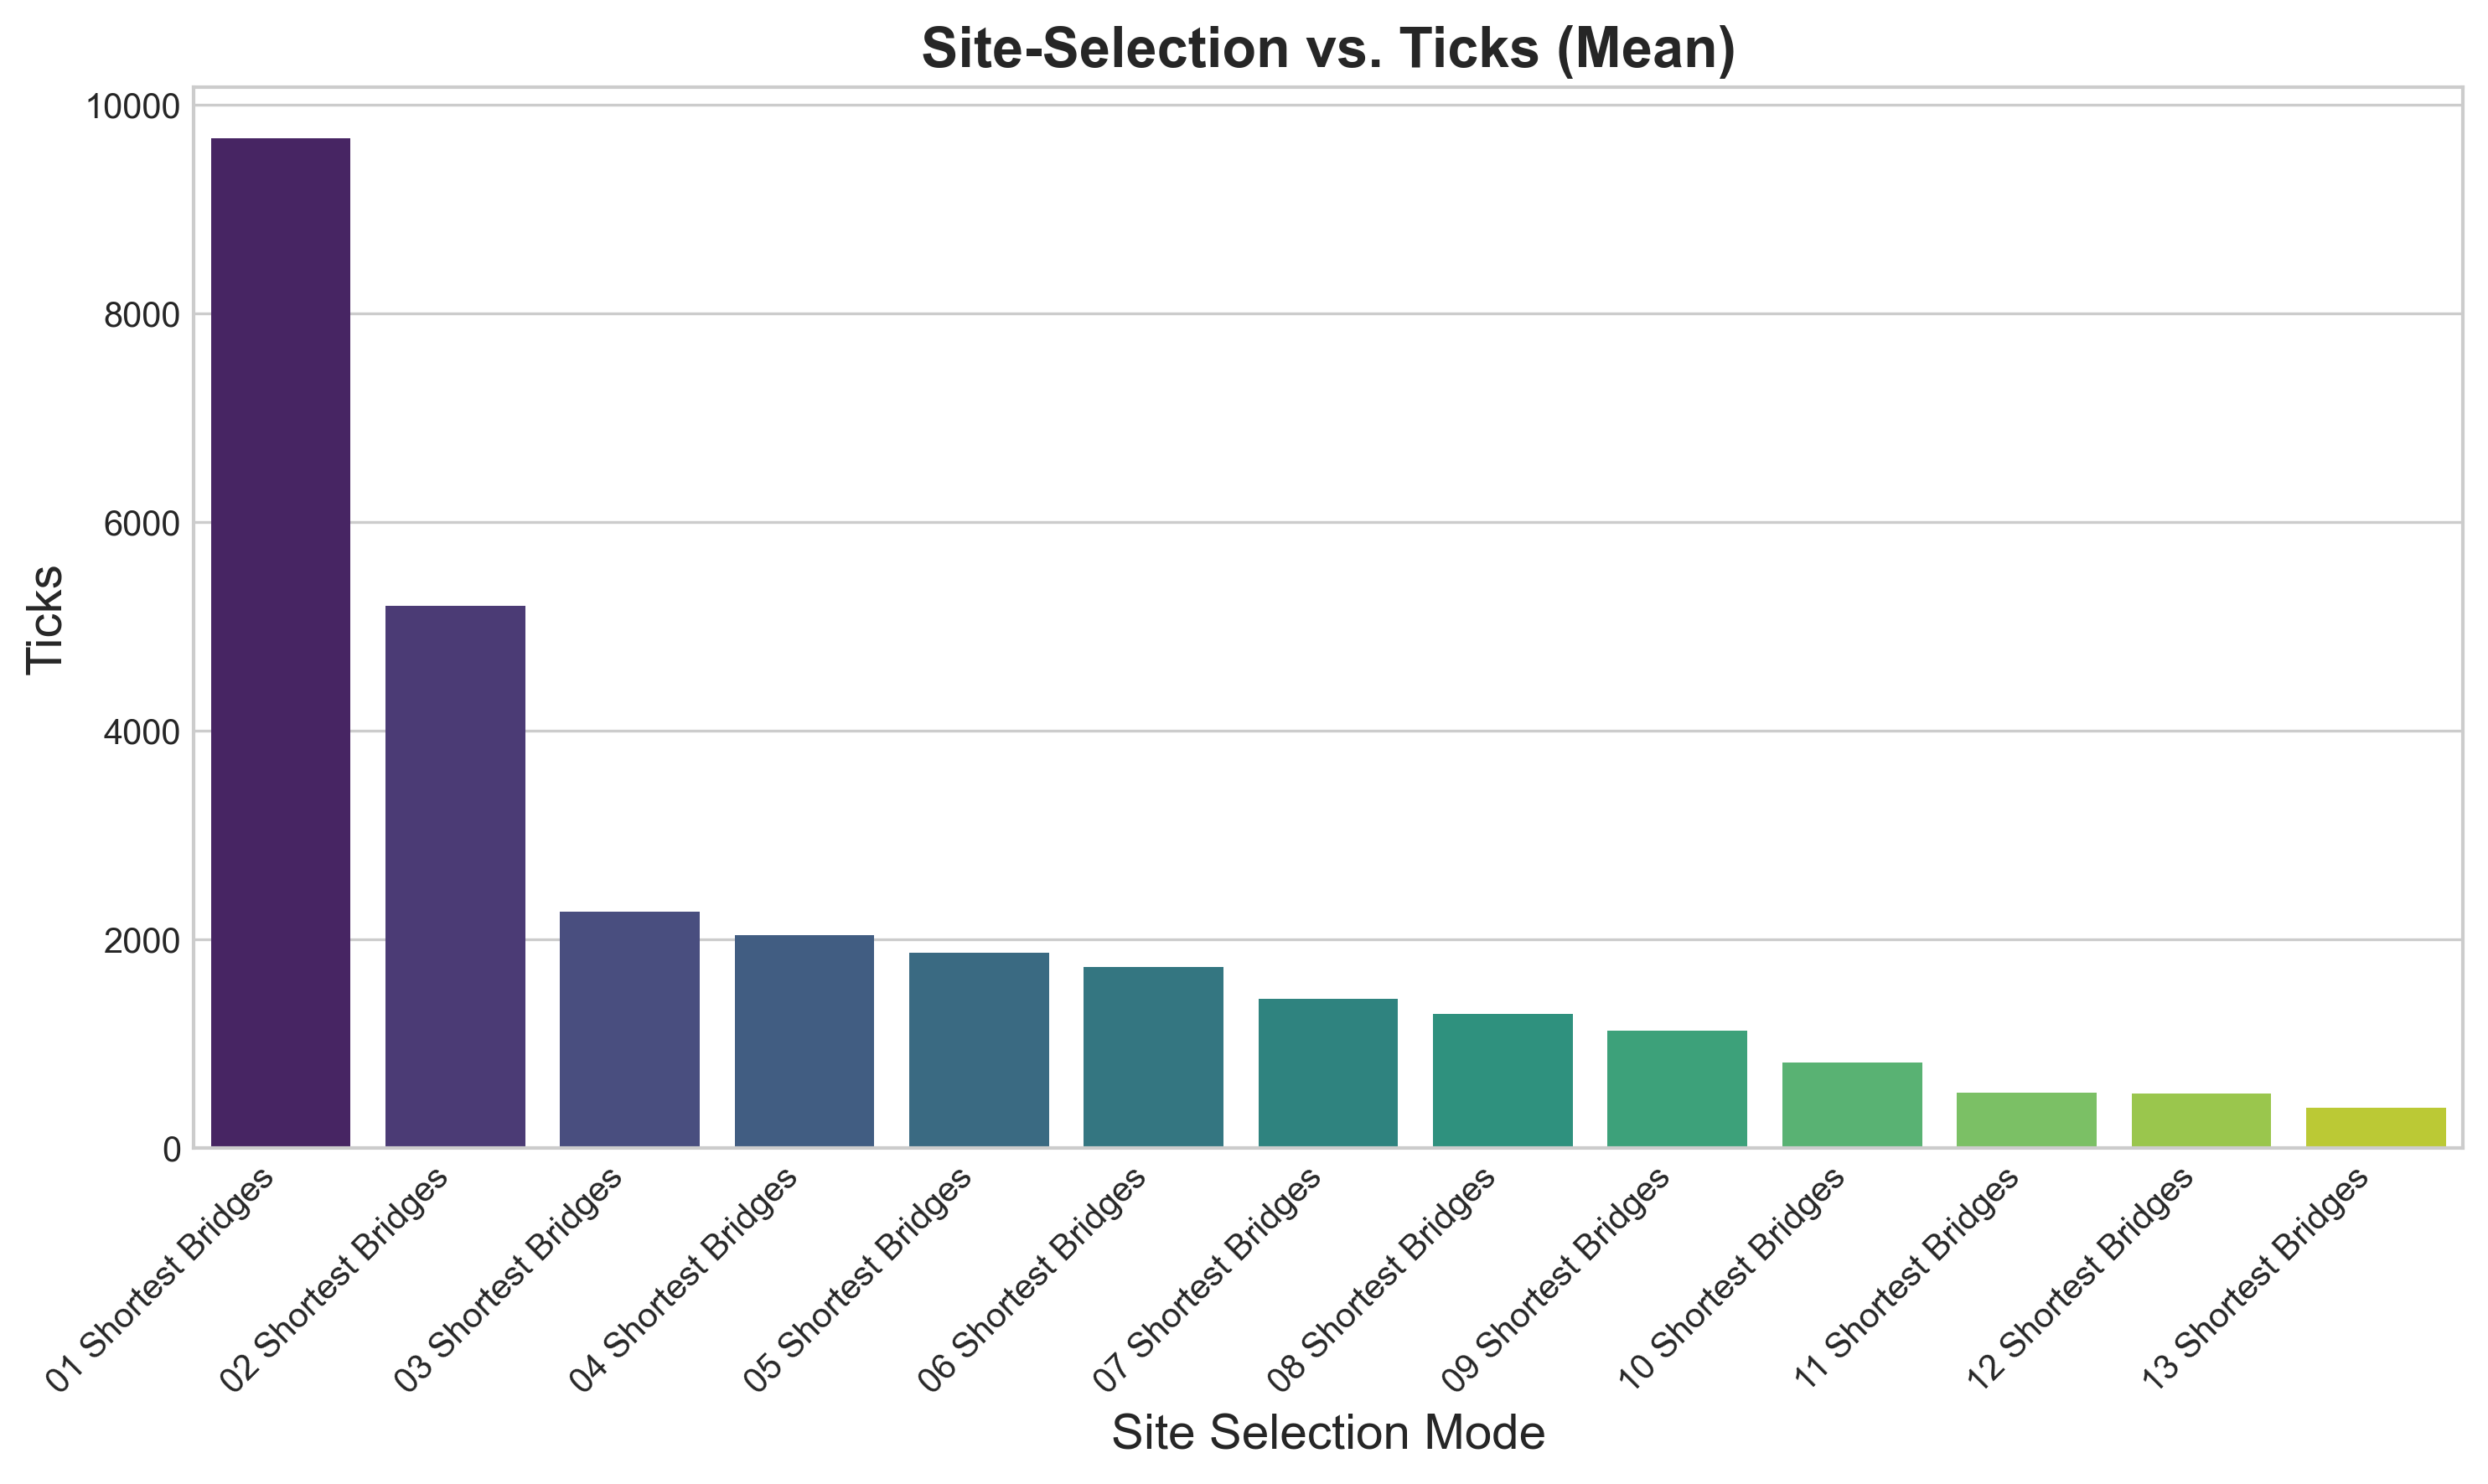 Site-Selection vs. Ticks (Mean)
10000
8000
6000
4000
2000
0
Ticks
01 Shortest Bridges
02 Shortest Bridges
03 Shortest Bridges
04 Shortest Bridges
05 Shortest Bridges
06 Shortest Bridges
07 Shortest Bridges
08 Shortest Bridges
09 Shortest Bridges
10 Shortest Bridges
11 Shortest Bridges
12 Shortest Bridges
13 Shortest Bridges
Site Selection Mode